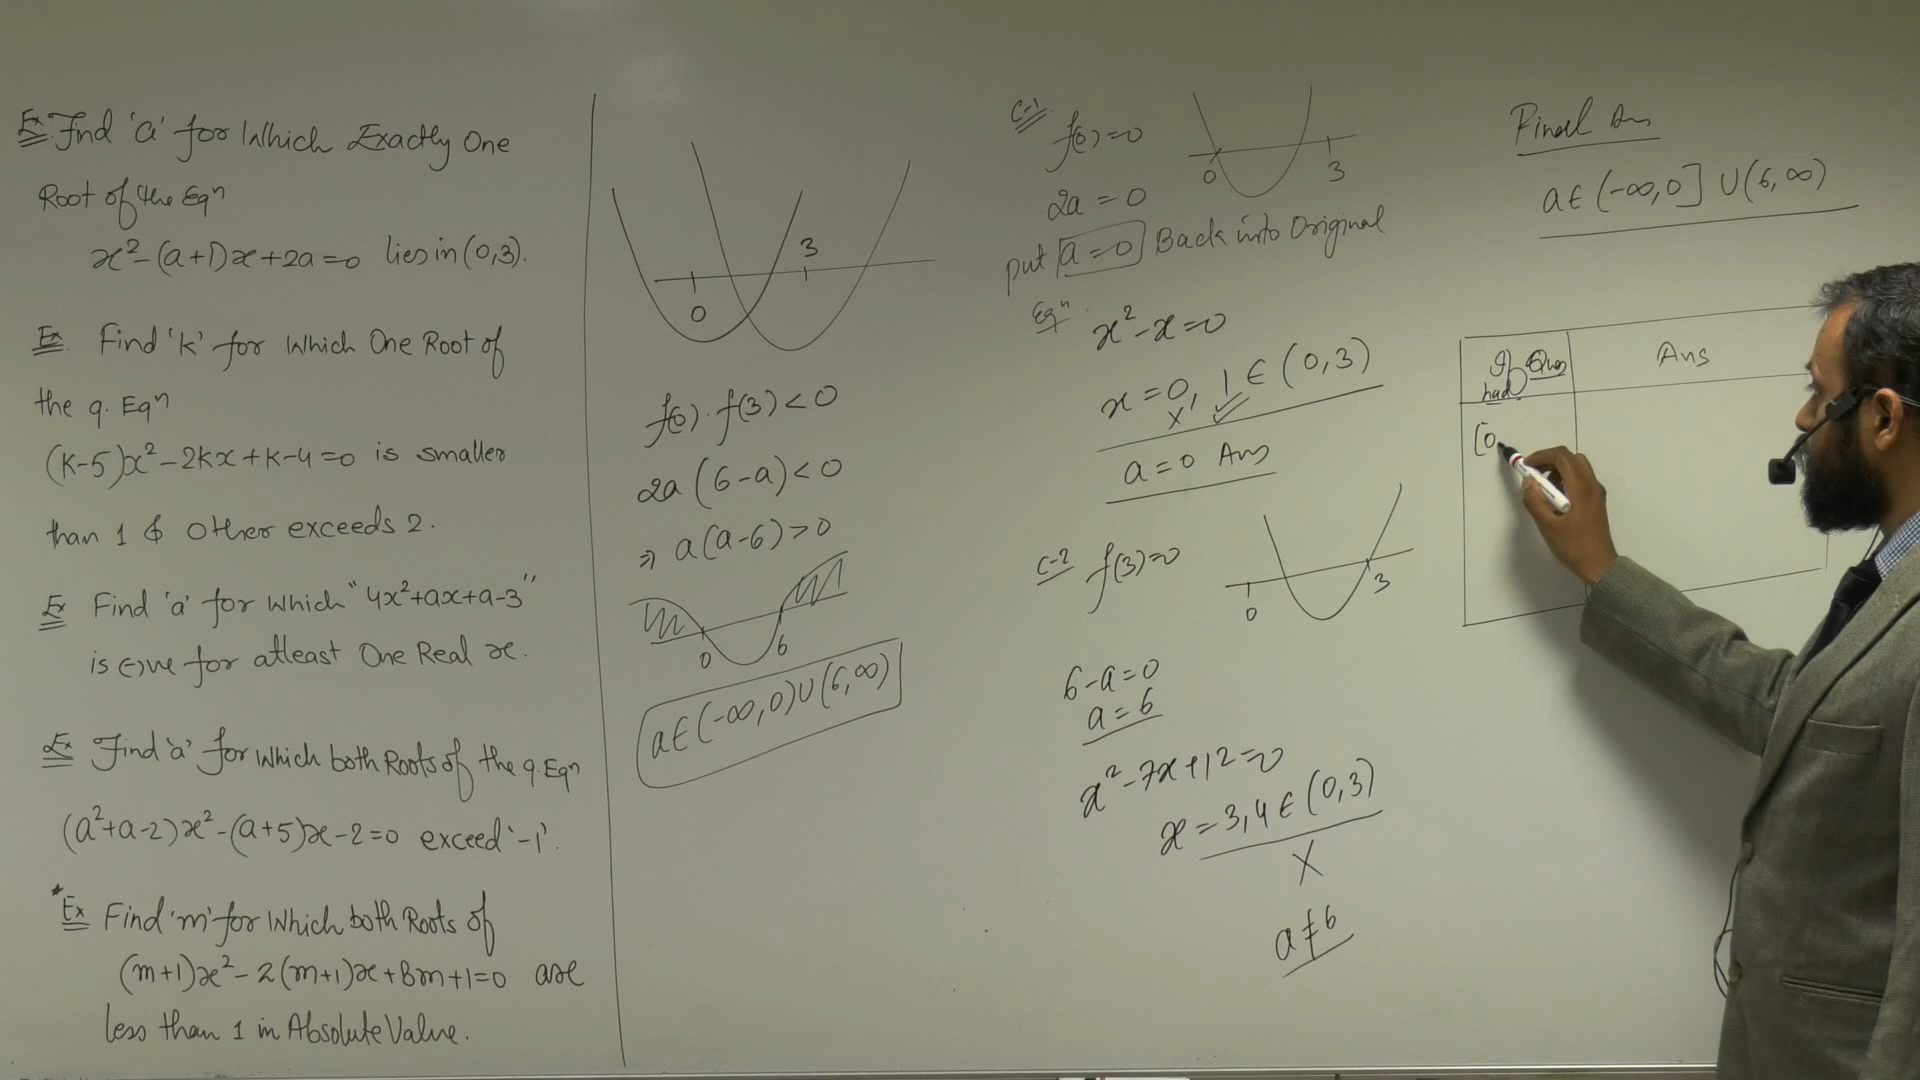 Ex Find 'a' for Which Exactly One
Root of the Eqⁿ
x²-(a+1)x+2a=0 lies in (0,3).
Ex. Find 'k' for which One Root of
the q. Eqⁿ
(k-5)x²-2kx+k-4=0 is smaller
than 1 & Other exceeds 2.
Ex Find 'a' for which "4x²+ax+a-3"
is (-)ve for atleast One Real x.
Ex Find 'a' for which both Roots of the q. Eqⁿ
(a²+a-2)x²-(a+5)x-2=0 exceed '-1'.
*Ex Find 'm' for Which both Roots of
(m+1)x²-2(m+1)x+8m+1=0 are
less than 1 in Absolute Value.
0 3
f(0).f(3)<0
2a(6-a)<0
⇒ a(a-6)>0
0 6
a∈(-∞,0)∪(6,∞)
C-1
f(0)=0
0 3
2a=0
put a=0 Back into Original
Eqⁿ
x²-x=0
x=0, 1 ∈ (0,3)
x ✓
a=0 Ans
C-2 f(3)=0
0 3
6-a=0
a=6
x²-7x+12=0
x=3,4 ∈ (0,3)
X
a≠6
Final Ans
a∈(-∞,0] ∪(6,∞)
If Ques Ans
had
[0